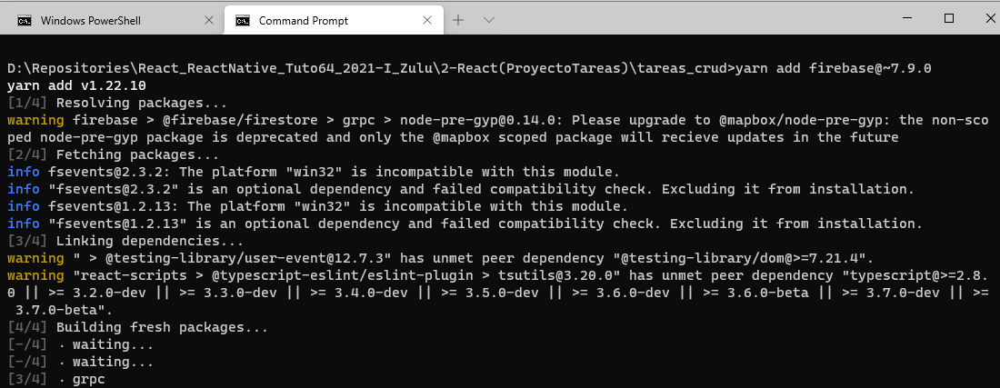 Windows PowerShell
Command Prompt
D:\Repositories\React_ReactNative_Tuto64_2021-I_Zulu\2-React(ProyectoTareas)\tareas_crud>yarn add firebase@~7.9.0
yarn add v1.22.10
[1/4] Resolving packages...
warning firebase > @firebase/firestore > grpc > node-pre-gyp@0.14.0: Please upgrade to @mapbox/node-pre-gyp: the non-sco
ped node-pre-gyp package is deprecated and only the @mapbox scoped package will recieve updates in the future
[2/4] Fetching packages...
info fsevents@2.3.2: The platform "win32" is incompatible with this module.
info "fsevents@2.3.2" is an optional dependency and failed compatibility check. Excluding it from installation.
info fsevents@1.2.13: The platform "win32" is incompatible with this module.
info "fsevents@1.2.13" is an optional dependency and failed compatibility check. Excluding it from installation.
[3/4] Linking dependencies...
warning " > @testing-library/user-event@12.7.3" has unmet peer dependency "@testing-library/dom@>=7.21.4".
warning "react-scripts > @typescript-eslint/eslint-plugin > tsutils@3.20.0" has unmet peer dependency "typescript@>=2.8.
0 || >= 3.2.0-dev || >= 3.3.0-dev || >= 3.4.0-dev || >= 3.5.0-dev || >= 3.6.0-dev || >= 3.6.0-beta || >= 3.7.0-dev || >=
3.7.0-beta".
[4/4] Building fresh packages...
[-/4] · waiting...
[-/4] · waiting...
[3/4] · grpc